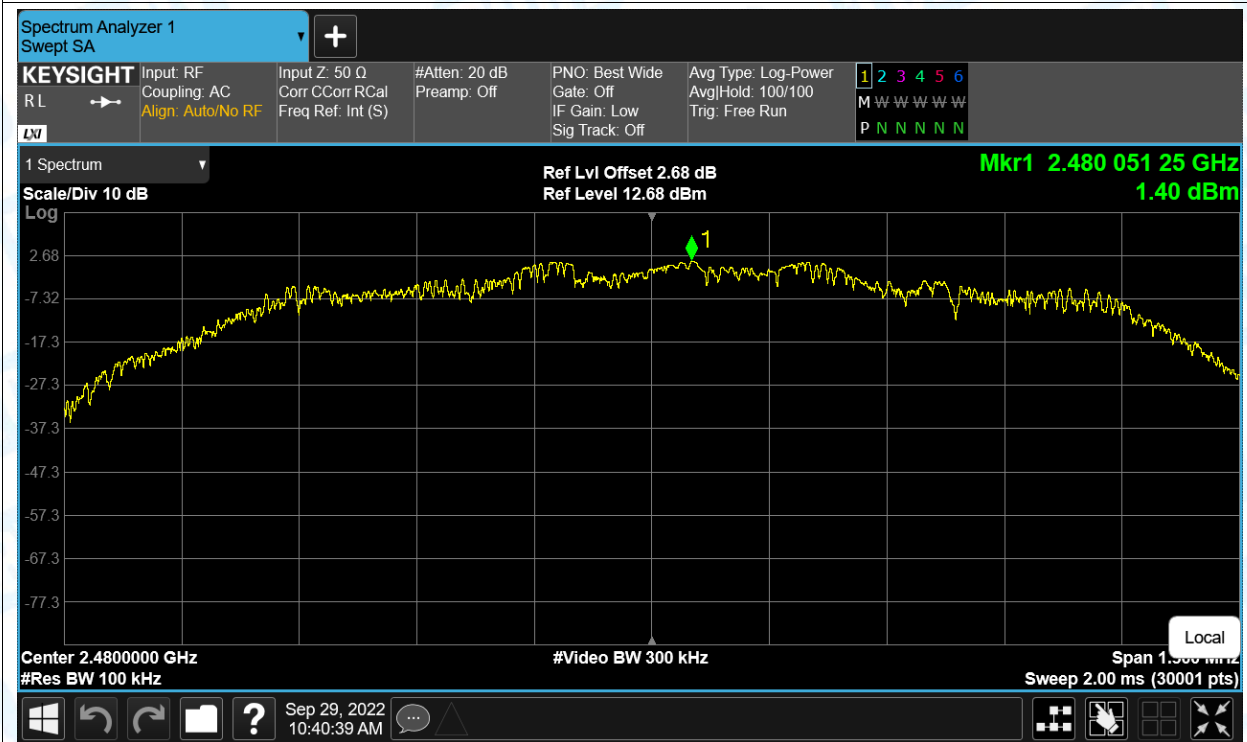 Spectrum Analyzer 1
Swept SA
KEYSIGHT
R L
LXI
Input: RF
Coupling: AC
Align: Auto/No RF
Input Z: 50 Ω
Corr CCorr RCal
Freq Ref: Int (S)
#Atten: 20 dB
Preamp: Off
PNO: Best Wide
Gate: Off
IF Gain: Low
Sig Track: Off
Avg Type: Log-Power
Avg|Hold: 100/100
Trig: Free Run
1 2 3 4 5 6
M W W W W W
P N N N N N
1 Spectrum
Scale/Div 10 dB
Log
Ref Lvl Offset 2.68 dB
Ref Level 12.68 dBm
Mkr1 2.480 051 25 GHz
1.40 dBm
1
2.68
-7.32
-17.3
-27.3
-37.3
-47.3
-57.3
-67.3
-77.3
Local
Center 2.4800000 GHz
#Video BW 300 kHz
Span
#Res BW 100 kHz
Sweep 2.00 ms (30001 pts)
?
Sep 29, 2022
10:40:39 AM